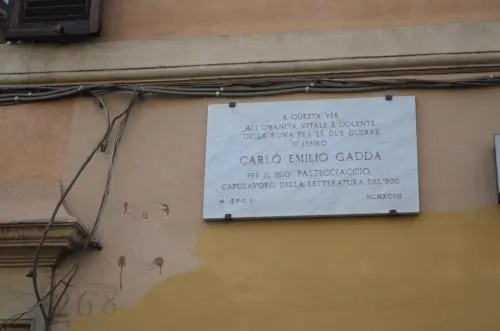 A QUESTA VIA
ALL'UMANITÀ VITALE E DOLENTE
DELLA ROMA FRA LE DUE GUERRE
SI ISPIRÒ
CARLO EMILIO GADDA
PER IL SUO PASTICCIACCIO,
CAPOLAVORO DELLA LETTERATURA DEL '900
S P Q R MCMXCVII
268